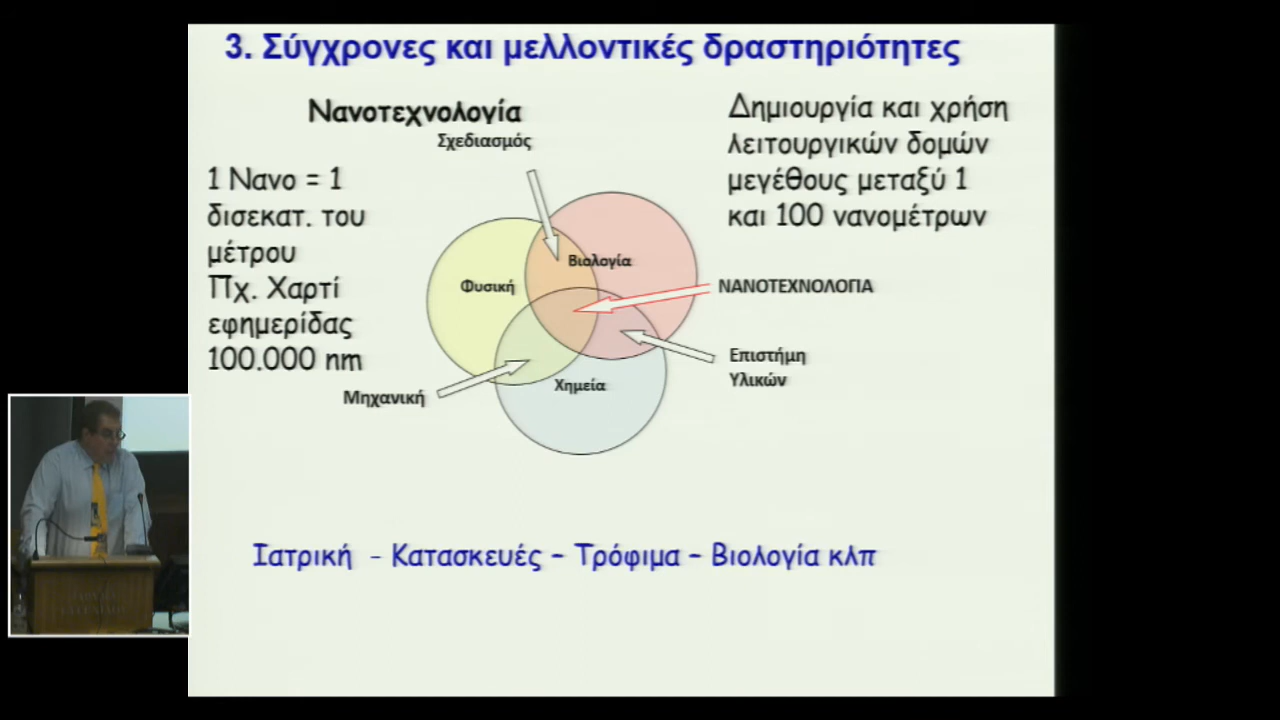 3. Σύγχρονες και μελλοντικές δραστηριότητες
Νανοτεχνολογία
Σχεδιασμός
1 Νανο = 1
δισεκατ. του
μέτρου
Πχ. Χαρτί
εφημερίδας
100.000 nm
Δημιουργία και χρήση
λειτουργικών δομών
μεγέθους μεταξύ 1
και 100 νανομέτρων
Βιολογία
Φυσική
ΝΑΝΟΤΕΧΝΟΛΟΓΙΑ
Επιστήμη
Υλικών
Χημεία
Μηχανική
Ιατρική - Κατασκευές – Τρόφιμα – Βιολογία κλπ